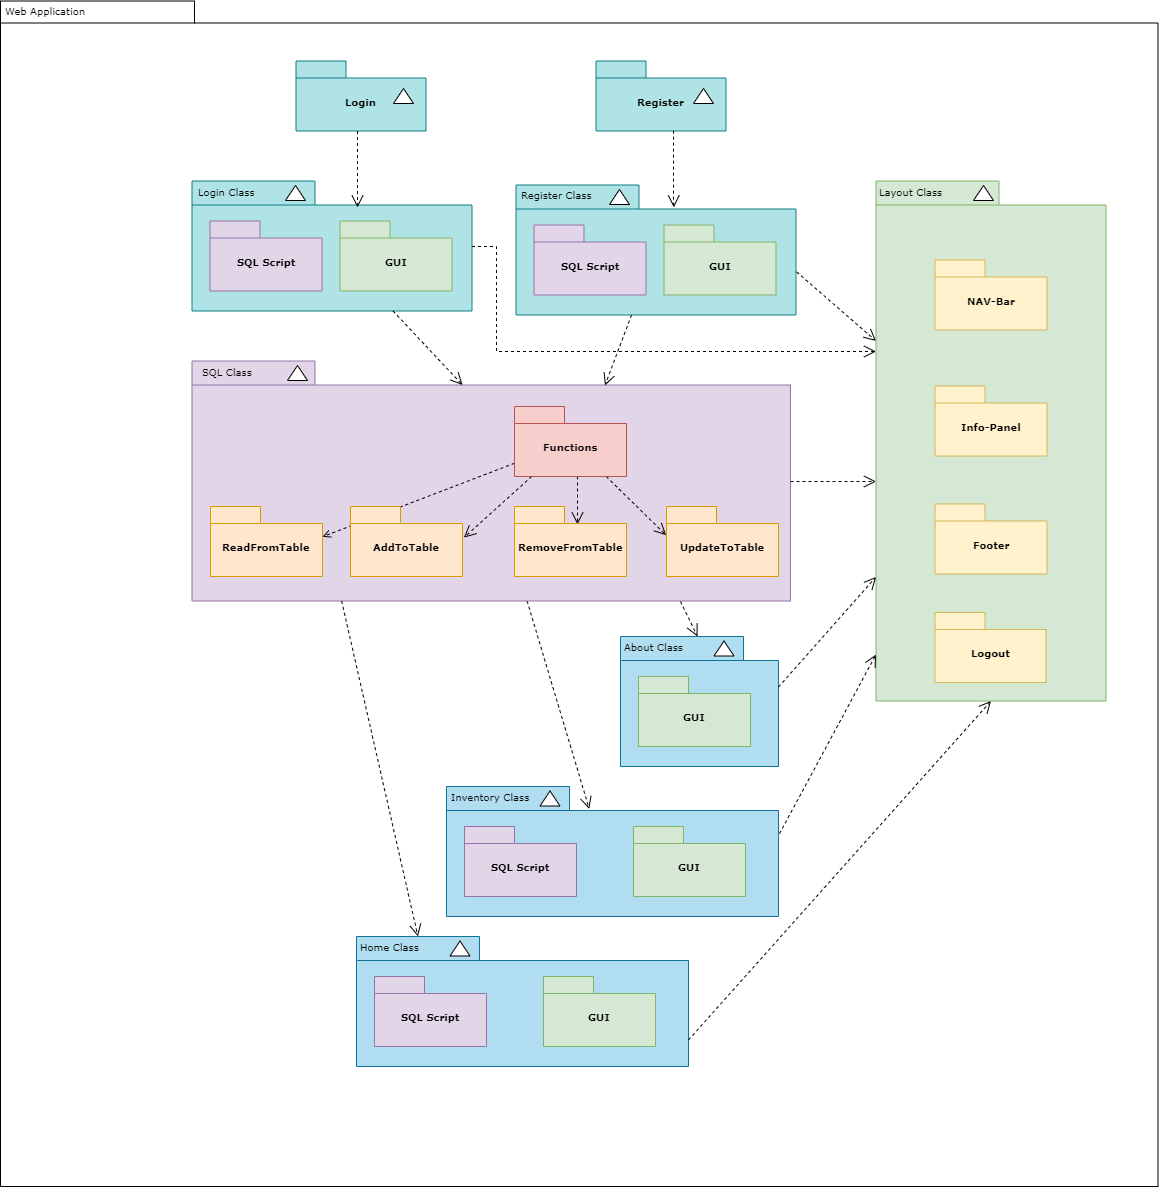 Web Application
Login
Register
Login Class
SQL Script
GUI
Register Class
SQL Script
GUI
Layout Class
NAV-Bar
Info-Panel
Footer
Logout
SQL Class
Functions
ReadFromTable
AddToTable
RemoveFromTable
UpdateToTable
About Class
GUI
Inventory Class
SQL Script
GUI
Home Class
SQL Script
GUI